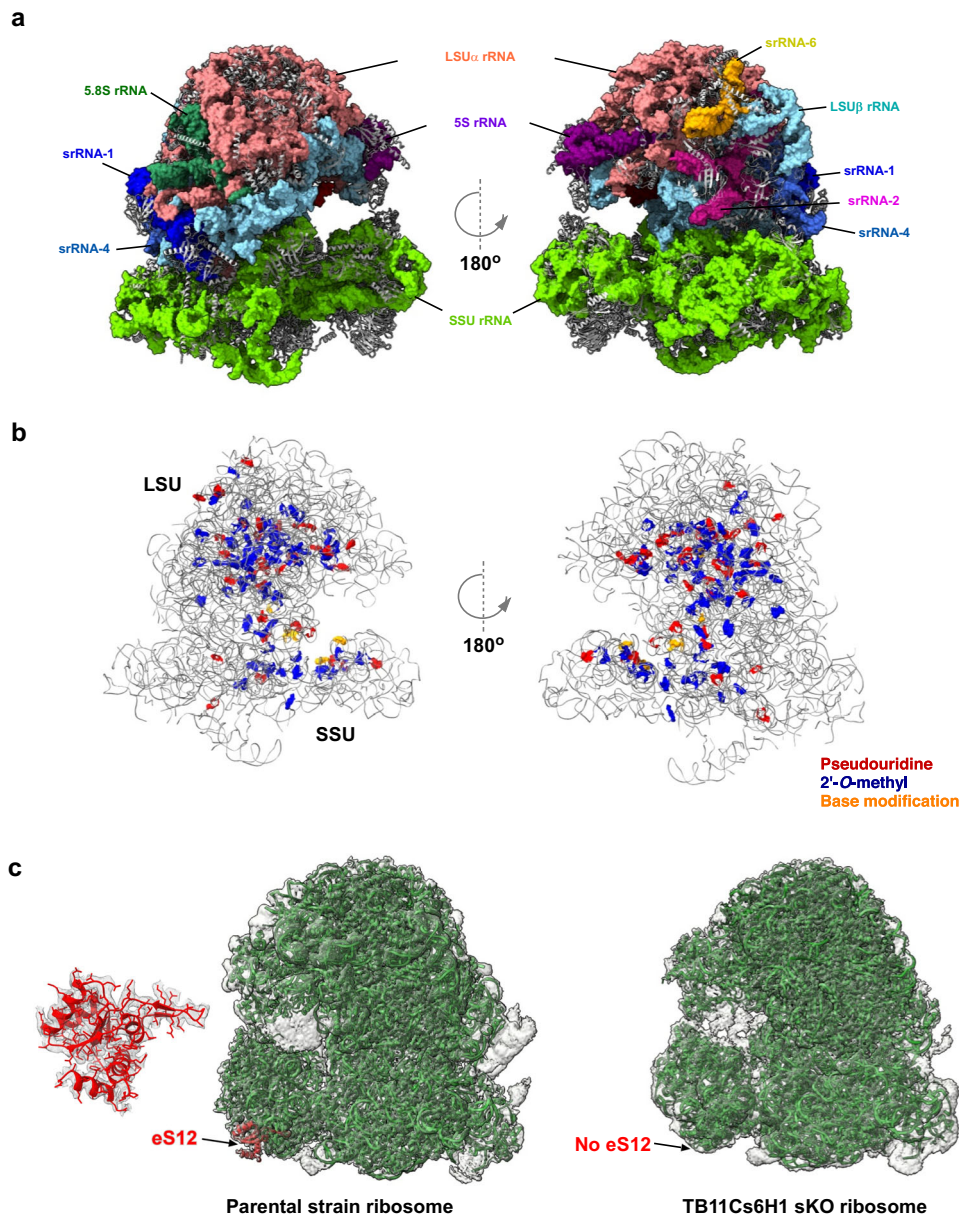 a
srRNA-6
LSUα rRNA
5.8S rRNA
LSUβ rRNA
5S rRNA
srRNA-1
srRNA-1
srRNA-2
srRNA-4
srRNA-4
180º
SSU rRNA
b
LSU
180º
SSU
Pseudouridine
2'-O-methyl
Base modification
c
eS12
No eS12
Parental strain ribosome
TB11Cs6H1 sKO ribosome